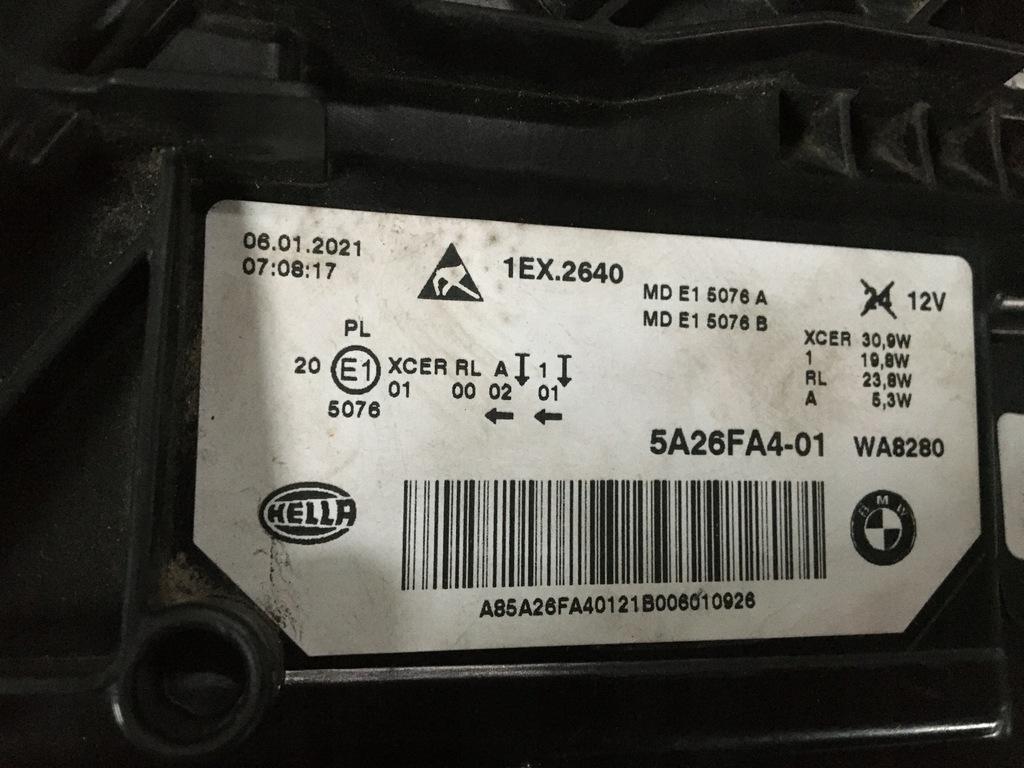 06.01.2021
07:08:17
1EX.2640
MD E1 5076 A
MD E1 5076 B
24 12V
XCER 30,9W
1 19,8W
RL 23,8W
A 5,3W
PL
20 E1 XCER RL A 1
01 00 02 01
5076
5A26FA4-01 WA8280
HELLA
BMW
A85A26FA40121B006010926